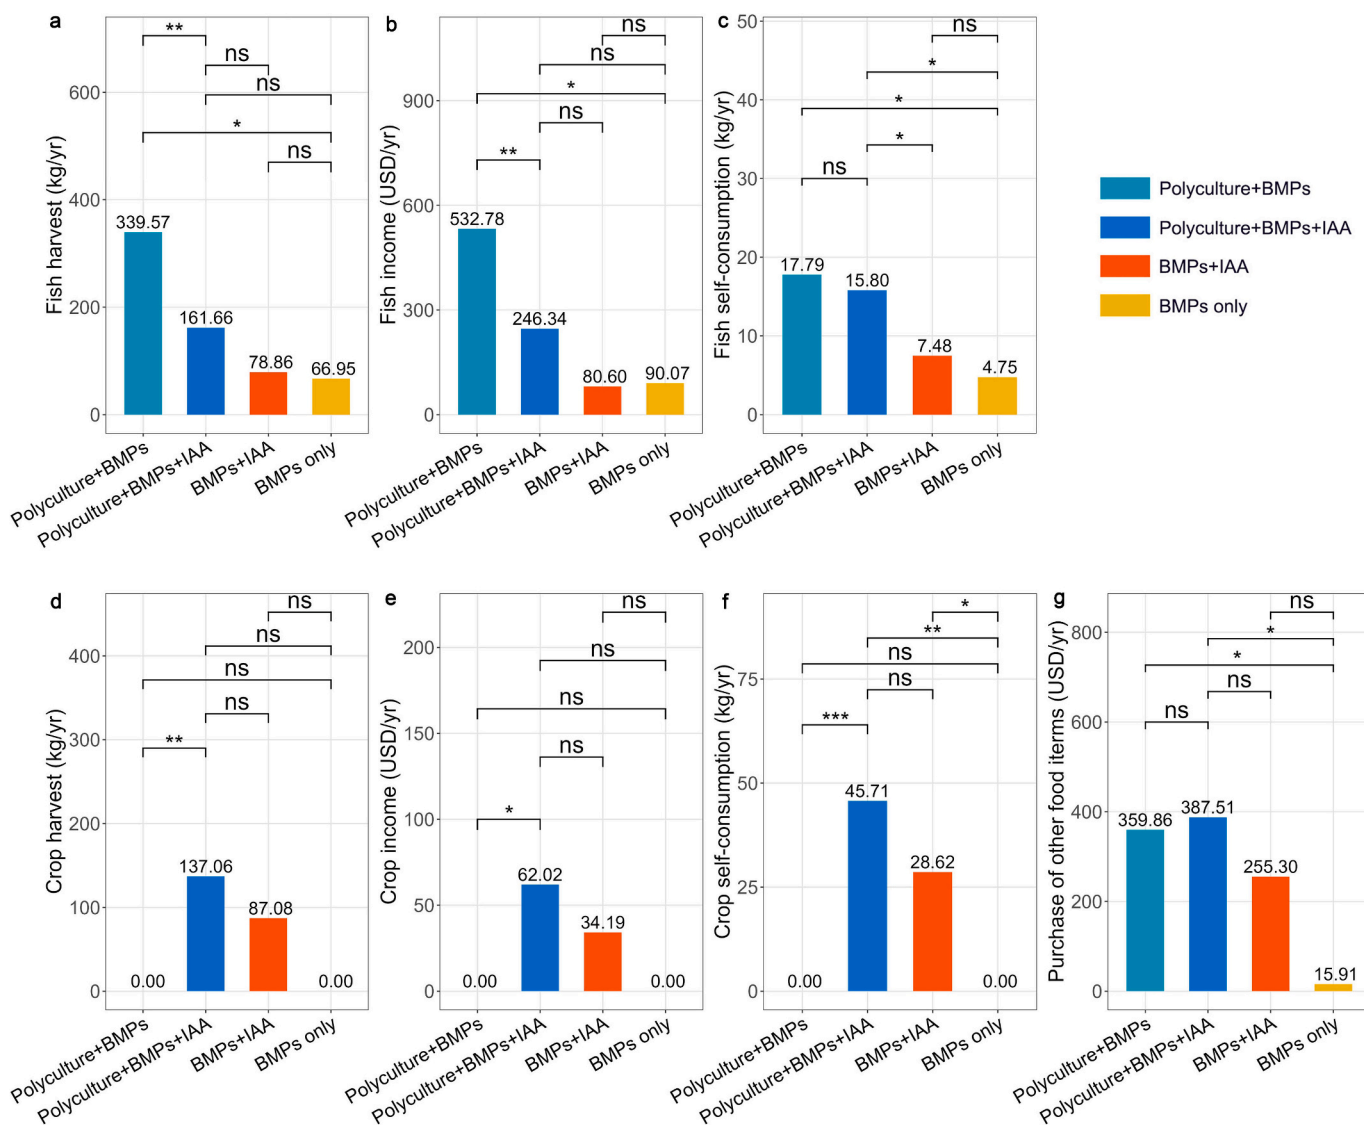 a
Fish harvest (kg/yr)
600
400
200
0
**
ns
ns
*
ns
339.57
161.66
78.86
66.95
Polyculture+BMPs
Polyculture+BMPs+IAA
BMPs+IAA
BMPs only
b
Fish income (USD/yr)
900
600
300
0
ns
ns
*
ns
**
532.78
246.34
80.60
90.07
Polyculture+BMPs
Polyculture+BMPs+IAA
BMPs+IAA
BMPs only
c
Fish self-consumption (kg/yr)
50
40
30
20
10
0
ns
*
*
*
ns
17.79
15.80
7.48
4.75
Polyculture+BMPs
Polyculture+BMPs+IAA
BMPs+IAA
BMPs only
Polyculture+BMPs
Polyculture+BMPs+IAA
BMPs+IAA
BMPs only
d
Crop harvest (kg/yr)
400
300
200
100
0
ns
ns
ns
ns
**
0.00
137.06
87.08
0.00
Polyculture+BMPs
Polyculture+BMPs+IAA
BMPs+IAA
BMPs only
e
Crop income (USD/yr)
200
150
100
50
0
ns
ns
ns
ns
*
0.00
62.02
34.19
0.00
Polyculture+BMPs
Polyculture+BMPs+IAA
BMPs+IAA
BMPs only
f
Crop self-consumption (kg/yr)
75
50
25
0
*
**
ns
ns
***
0.00
45.71
28.62
0.00
Polyculture+BMPs
Polyculture+BMPs+IAA
BMPs+IAA
BMPs only
g
Purchase of other food iterms (USD/yr)
800
600
400
200
0
ns
*
*
ns
ns
359.86
387.51
255.30
15.91
Polyculture+BMPs
Polyculture+BMPs+IAA
BMPs+IAA
BMPs only